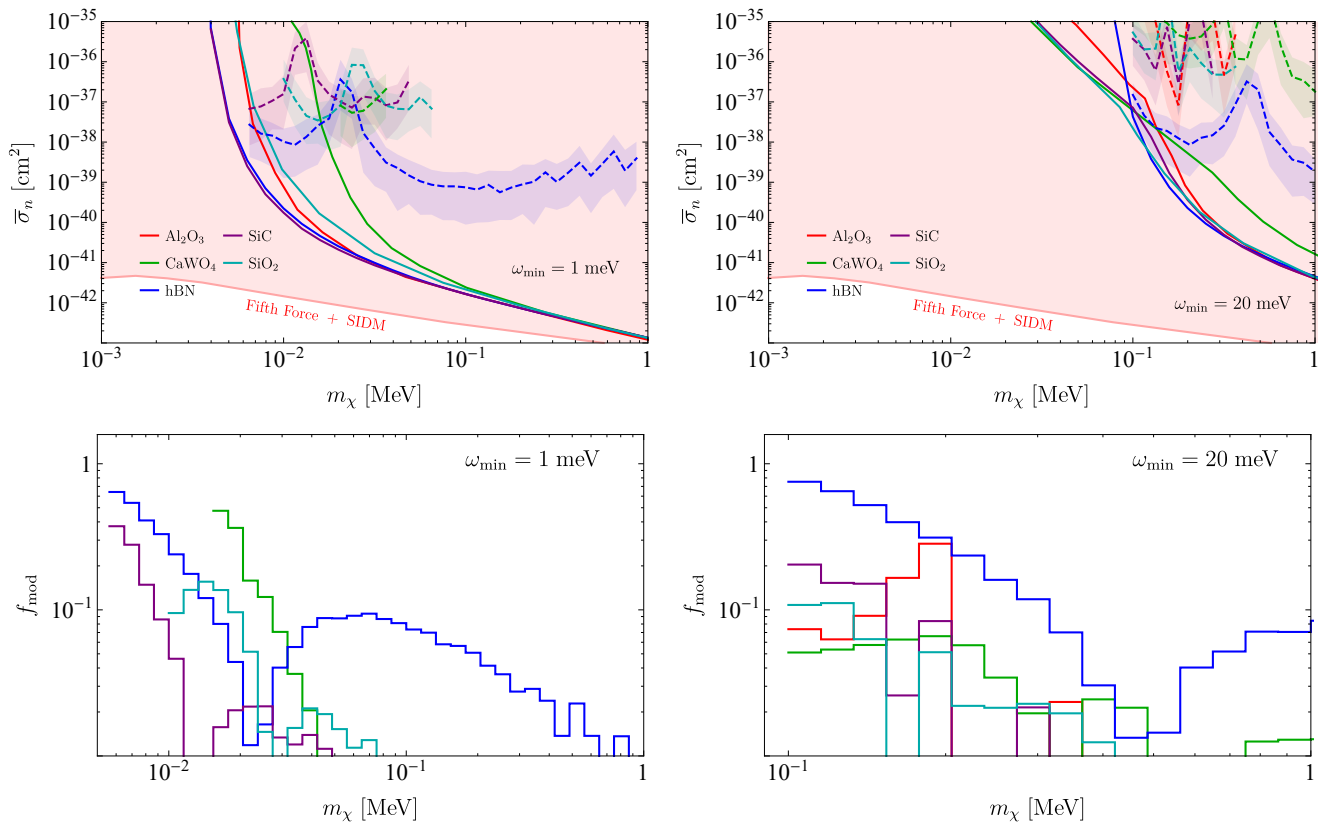 10⁻³⁵
10⁻³⁶
10⁻³⁷
10⁻³⁸
10⁻³⁹
10⁻⁴⁰
10⁻⁴¹
10⁻⁴²
σ̅ₙ [cm²]
Al₂O₃ SiC
CaWO₄ SiO₂
hBN
ω_min = 1 meV
Fifth Force + SIDM
10⁻³ 10⁻² 10⁻¹ 1
m_χ [MeV]
10⁻³⁵
10⁻³⁶
10⁻³⁷
10⁻³⁸
10⁻³⁹
10⁻⁴⁰
10⁻⁴¹
10⁻⁴²
σ̅ₙ [cm²]
Al₂O₃ SiC
CaWO₄ SiO₂
hBN
ω_min = 20 meV
Fifth Force + SIDM
10⁻³ 10⁻² 10⁻¹ 1
m_χ [MeV]
ω_min = 1 meV
1
10⁻¹
f_mod
10⁻² 10⁻¹ 1
m_χ [MeV]
ω_min = 20 meV
1
10⁻¹
f_mod
10⁻¹ 1
m_χ [MeV]